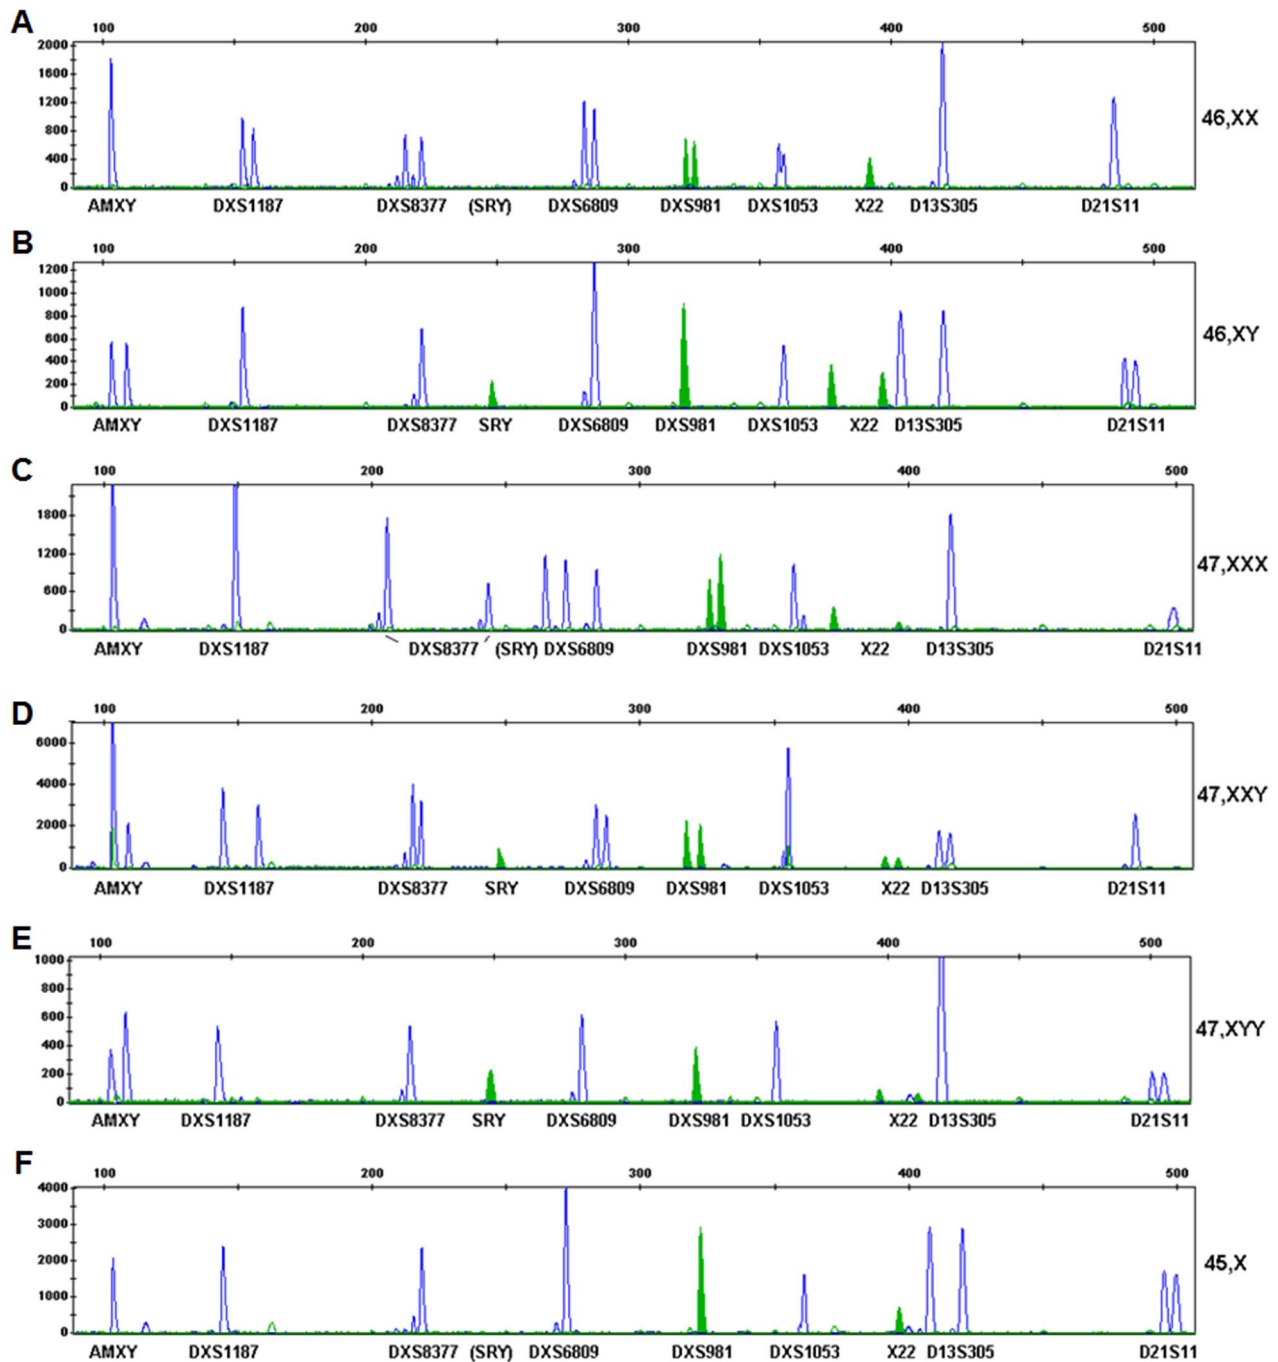 A
100 200 300 400 500
2000
1600
1200
800
400
0
46,XX
AMXY DXS1187 DXS8377 (SRY) DXS6809 DXS981 DXS1053 X22 D13S305 D21S11
B
100 200 300 400 500
1200
1000
800
600
400
200
0
46,XY
AMXY DXS1187 DXS8377 SRY DXS6809 DXS981 DXS1053 X22 D13S305 D21S11
C
100 200 300 400 500
1800
1200
600
0
47,XXX
AMXY DXS1187 DXS8377 (SRY) DXS6809 DXS981 DXS1053 X22 D13S305 D21S11
D
100 200 300 400 500
6000
4000
2000
0
47,XXY
AMXY DXS1187 DXS8377 SRY DXS6809 DXS981 DXS1053 X22 D13S305 D21S11
E
100 200 300 400 500
1000
800
600
400
200
0
47,XYY
AMXY DXS1187 DXS8377 SRY DXS6809 DXS981 DXS1053 X22 D13S305 D21S11
F
100 200 300 400 500
4000
3000
2000
1000
0
45,X
AMXY DXS1187 DXS8377 (SRY) DXS6809 DXS981 DXS1053 X22 D13S305 D21S11